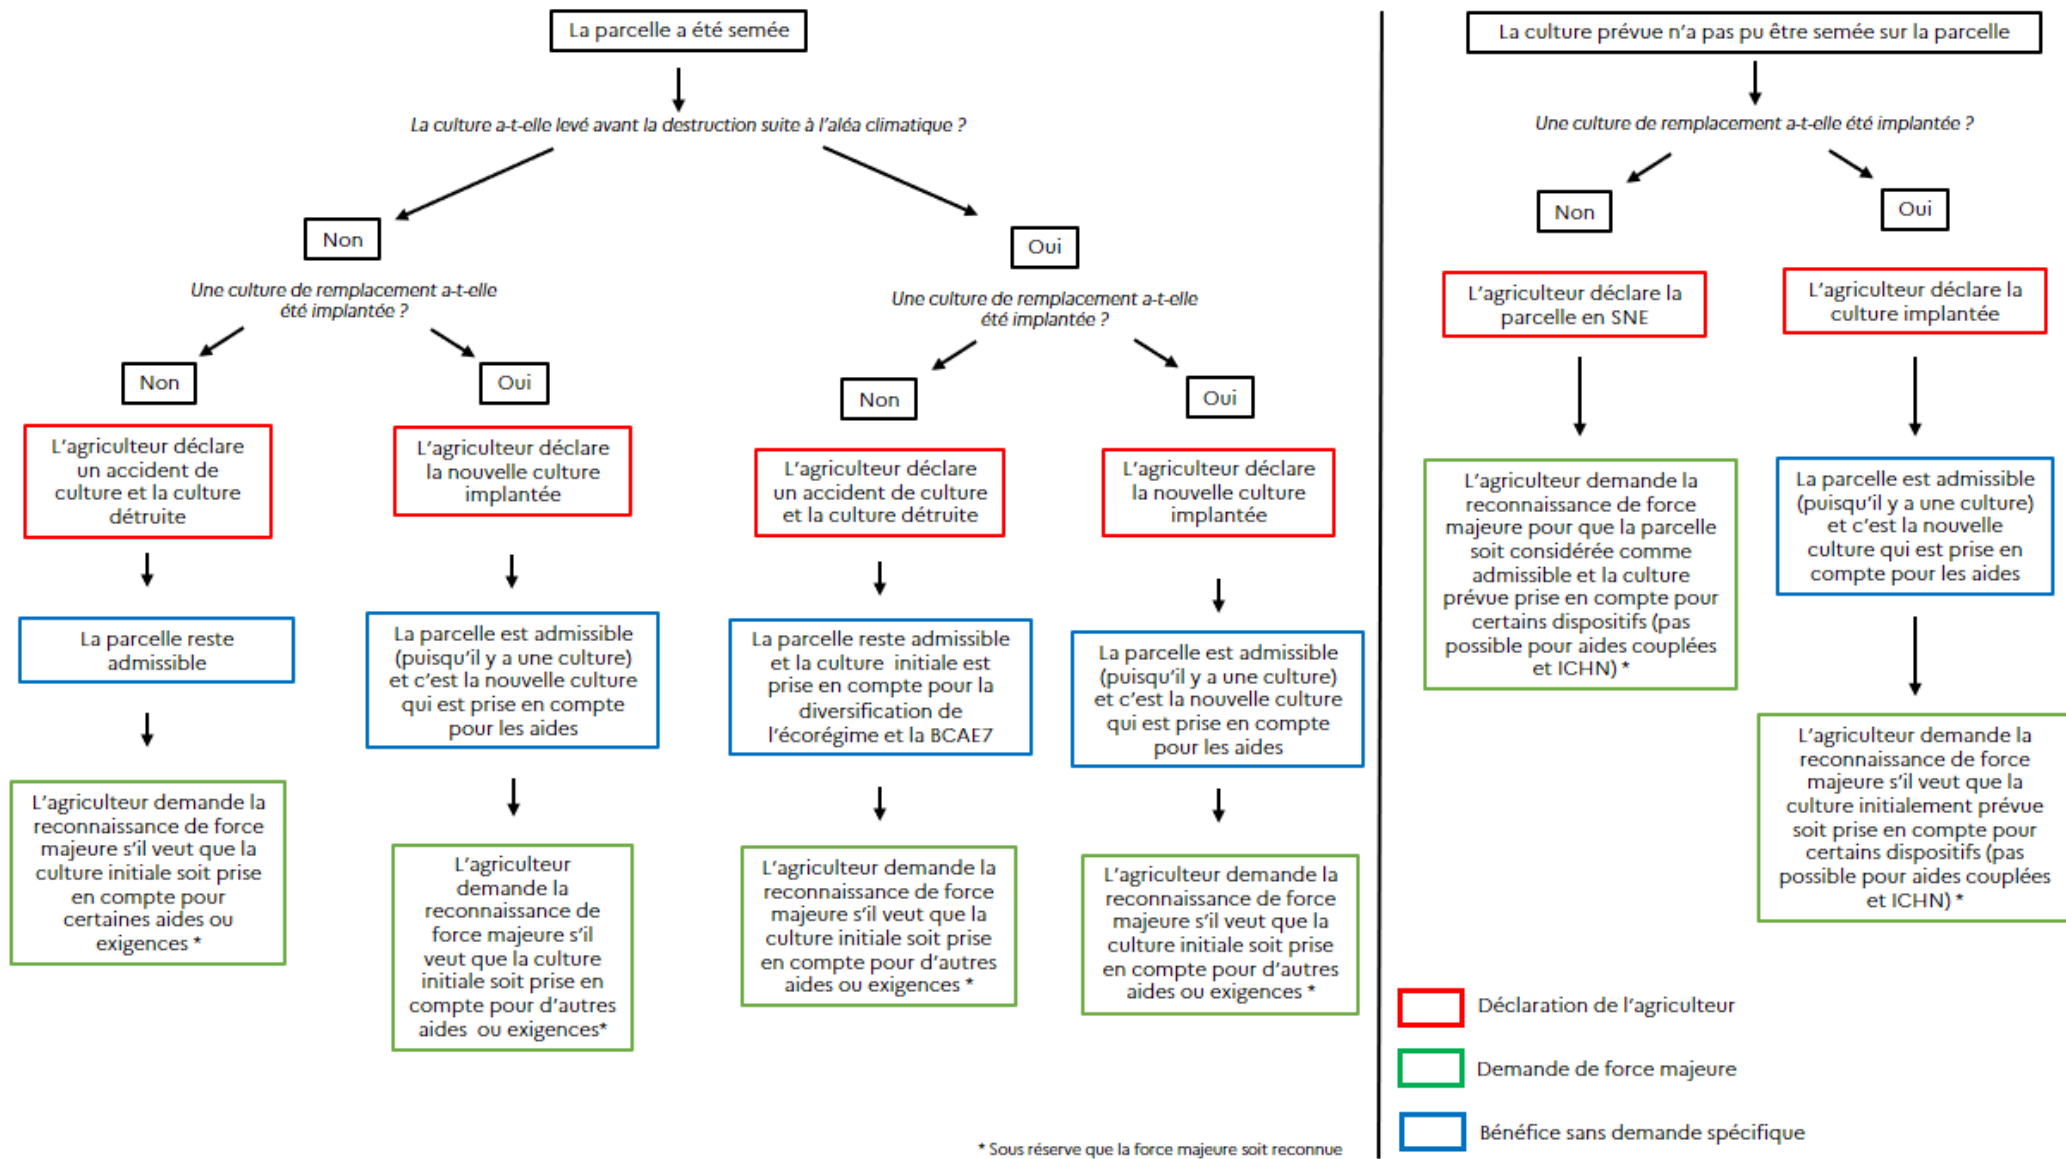 La parcelle a été semée
La culture a-t-elle levé avant la destruction suite à l'aléa climatique ?
Non
Une culture de remplacement a-t-elle
été implantée ?
Non
L'agriculteur déclare
un accident de
culture et la culture
détruite
La parcelle reste
admissible
L'agriculteur demande la
reconnaissance de force
majeure s'il veut que la
culture initiale soit prise
en compte pour
certaines aides ou
exigences *
Oui
L'agriculteur déclare
la nouvelle culture
implantée
La parcelle est admissible
(puisqu'il y a une culture)
et c'est la nouvelle culture
qui est prise en compte
pour les aides
L'agriculteur
demande la
reconnaissance de
force majeure s'il
veut que la culture
initiale soit prise en
compte pour d'autres
aides ou exigences*
Oui
Une culture de remplacement a-t-elle
été implantée ?
Non
L'agriculteur déclare
un accident de culture
et la culture détruite
La parcelle reste admissible
et la culture initiale est
prise en compte pour la
diversification de
l'écorégime et la BCAE7
L'agriculteur demande la
reconnaissance de force
majeure s'il veut que la
culture initiale soit prise
en compte pour d'autres
aides ou exigences *
Oui
L'agriculteur déclare
la nouvelle culture
implantée
La parcelle est admissible
(puisqu'il y a une culture)
et c'est la nouvelle culture
qui est prise en compte
pour les aides
L'agriculteur demande la
reconnaissance de force
majeure s'il veut que la
culture initiale soit prise
en compte pour d'autres
aides ou exigences *
* Sous réserve que la force majeure soit reconnue
La culture prévue n'a pas pu être semée sur la parcelle
Une culture de remplacement a-t-elle été implantée ?
Non
L'agriculteur déclare la
parcelle en SNE
L'agriculteur demande la
reconnaissance de force
majeure pour que la parcelle
soit considérée comme
admissible et la culture
prévue prise en compte pour
certains dispositifs (pas
possible pour aides couplées
et ICHN) *
Oui
L'agriculteur déclare la
culture implantée
La parcelle est admissible
(puisqu'il y a une culture)
et c'est la nouvelle
culture qui est prise en
compte pour les aides
L'agriculteur demande la
reconnaissance de force
majeure s'il veut que la
culture initialement prévue
soit prise en compte pour
certains dispositifs (pas
possible pour aides couplées
et ICHN) *
Déclaration de l'agriculteur
Demande de force majeure
Bénéfice sans demande spécifique